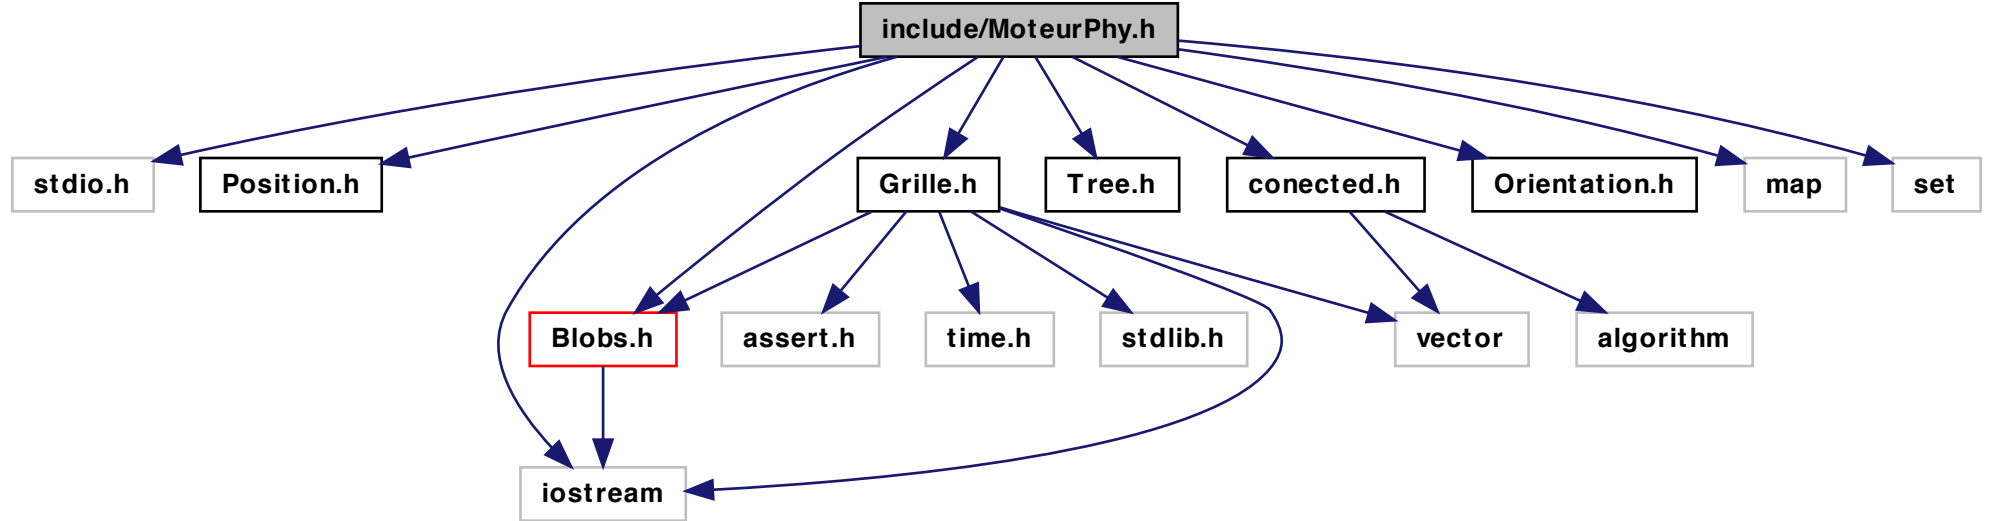 include/MoteurPhy.h
stdio.h
Position.h
Grille.h
Tree.h
conected.h
Orientation.h
map
set
Blobs.h
assert.h
time.h
stdlib.h
vector
algorithm
iostream